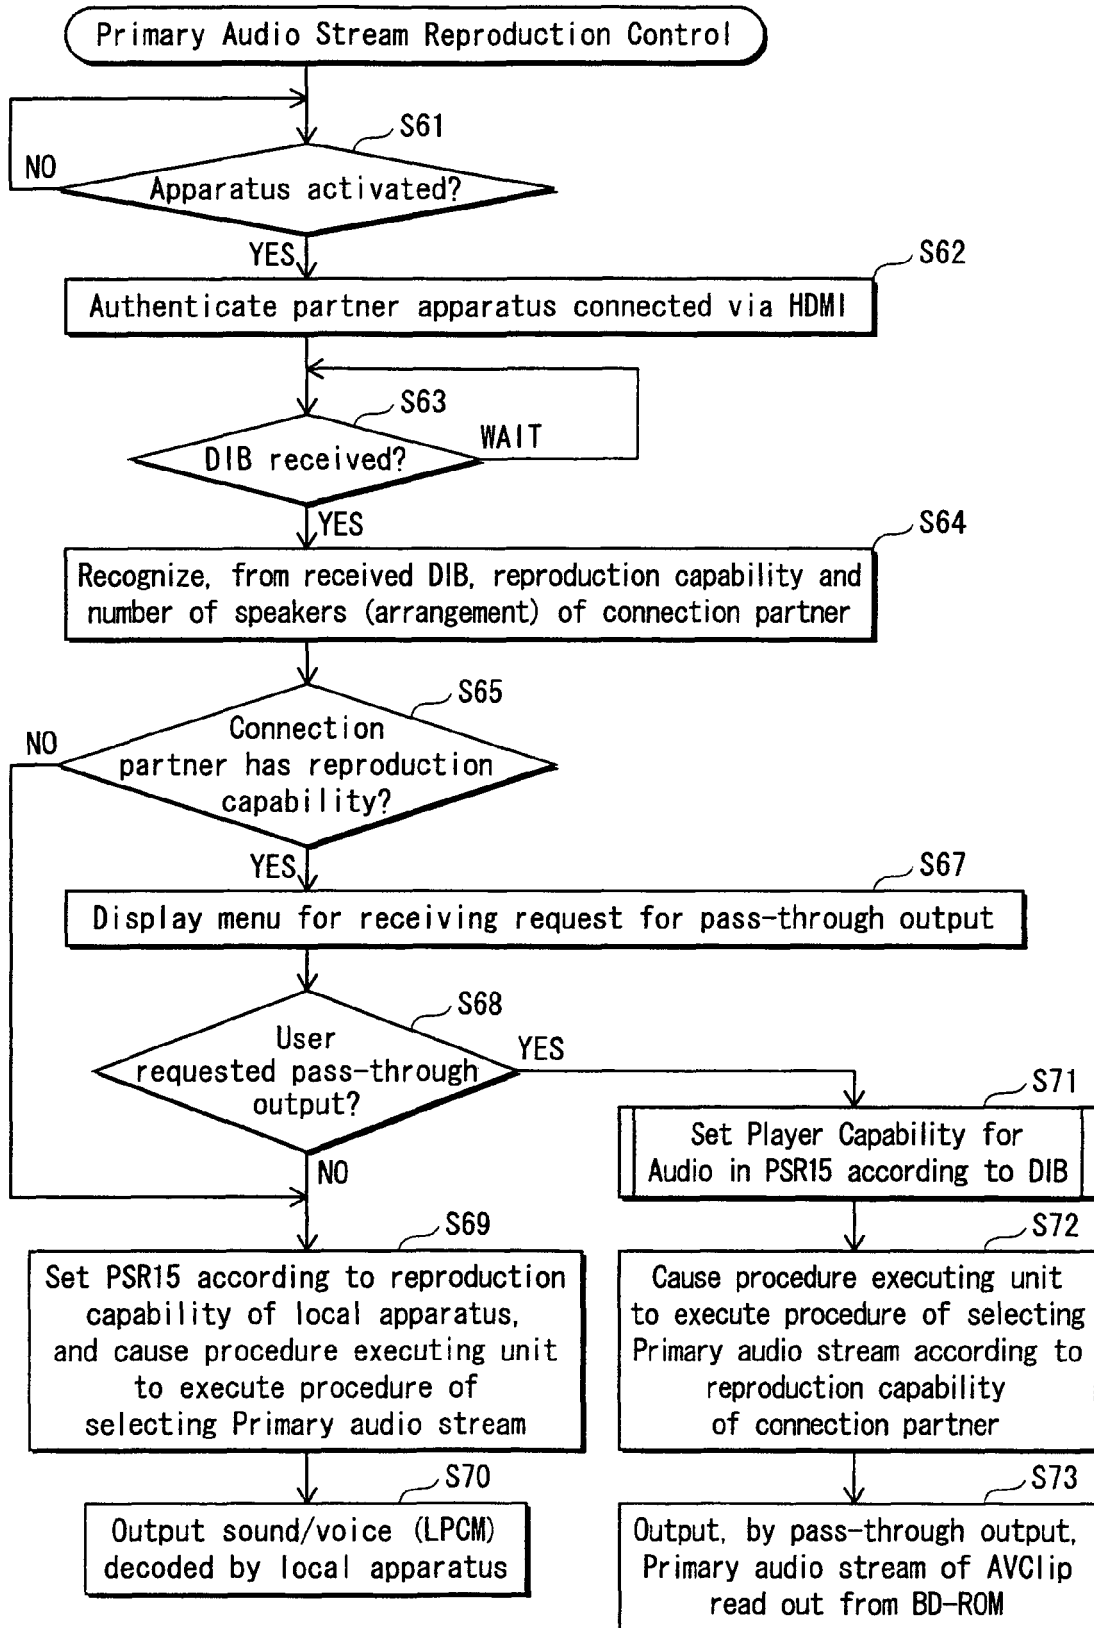 Primary Audio Stream Reproduction Control
S61
NO
Apparatus activated?
YES
S62
Authenticate partner apparatus connected via HDMI
S63
WAIT
DIB received?
YES
S64
Recognize, from received DIB, reproduction capability and
number of speakers (arrangement) of connection partner
S65
NO
Connection
partner has reproduction
capability?
YES
S67
Display menu for receiving request for pass-through output
S68
User
requested pass-through
output?
YES
NO
S71
Set Player Capability for
Audio in PSR15 according to DIB
S69
Set PSR15 according to reproduction
capability of local apparatus,
and cause procedure executing unit
to execute procedure of
selecting Primary audio stream
S72
Cause procedure executing unit
to execute procedure of selecting
Primary audio stream according to
reproduction capability
of connection partner
S70
Output sound/voice (LPCM)
decoded by local apparatus
S73
Output, by pass-through output,
Primary audio stream of AVClip
read out from BD-ROM